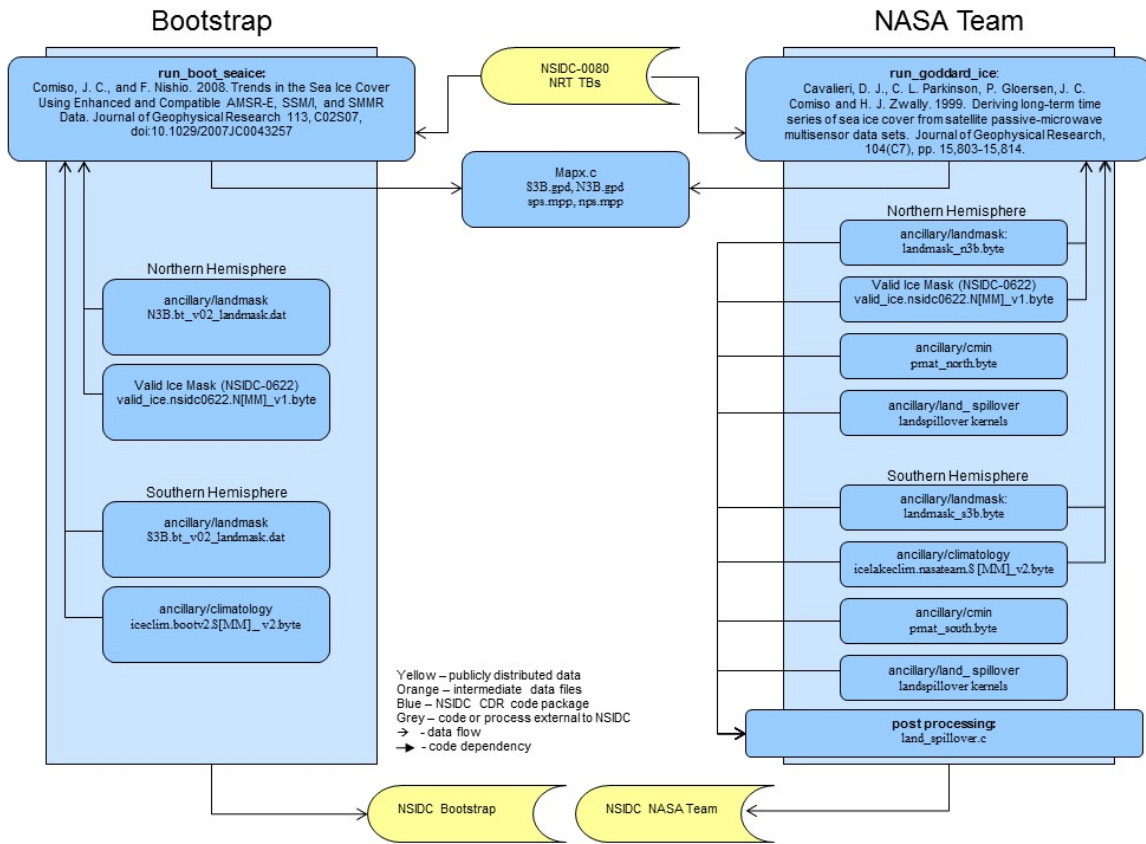 Bootstrap
NASA Team
run_boot_seaice:
Comiso, J. C., and F. Nishio. 2008. Trends in the Sea Ice Cover
Using Enhanced and Compatible AMSR-E, SSM/I, and SMMR
Data. Journal of Geophysical Research 113, C02S07,
doi:10.1029/2007JC0043257
NSIDC-0080
NRT TBs
run_goddard_ice:
Cavalieri, D. J., C. L. Parkinson, P. Gloersen, J. C.
Comiso and H. J. Zwally. 1999. Deriving long-term time
series of sea ice cover from satellite passive-microwave
multisensor data sets. Journal of Geophysical Research,
104(C7), pp. 15,803-15,814.
Mapx.c
S3B.gpd, N3B.gpd
sps.mpp, nps.mpp
Northern Hemisphere
ancillary/landmask
N3B.bt_v02_landmask.dat
Valid Ice Mask (NSIDC-0622)
valid_ice.nsidc0622.N[MM]_v1.byte
Southern Hemisphere
ancillary/landmask
S3B.bt_v02_landmask.dat
ancillary/climatology
iceclim.bootv2.S[MM]_ v2.byte
Northern Hemisphere
ancillary/landmask:
landmask_n3b.byte
Valid Ice Mask (NSIDC-0622)
valid_ice.nsidc0622.N[MM]_v1.byte
ancillary/cmin
pmat_north.byte
ancillary/land_ spillover
landspillover kernels
Southern Hemisphere
ancillary/landmask:
landmask_s3b.byte
ancillary/climatology
icelakeclim.nasateam.S [MM]_v2.byte
ancillary/cmin
pmat_south.byte
ancillary/land_ spillover
landspillover kernels
post processing:
land_spillover.c
Yellow – publicly distributed data
Orange – intermediate data files
Blue – NSIDC CDR code package
Grey – code or process external to NSIDC
→ - data flow
→ - code dependency
NSIDC Bootstrap
NSIDC NASA Team